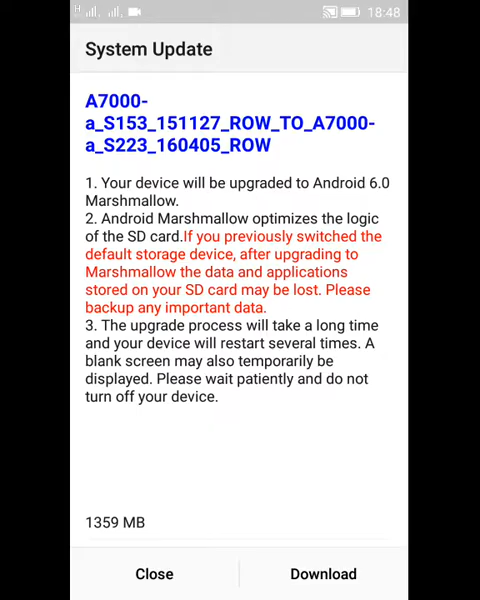 H 18:48
System Update
A7000-
a_S153_151127_ROW_TO_A7000-
a_S223_160405_ROW
1. Your device will be upgraded to Android 6.0
Marshmallow.
2. Android Marshmallow optimizes the logic
of the SD card.If you previously switched the
default storage device, after upgrading to
Marshmallow the data and applications
stored on your SD card may be lost. Please
backup any important data.
3. The upgrade process will take a long time
and your device will restart several times. A
blank screen may also temporarily be
displayed. Please wait patiently and do not
turn off your device.
1359 MB
Close Download